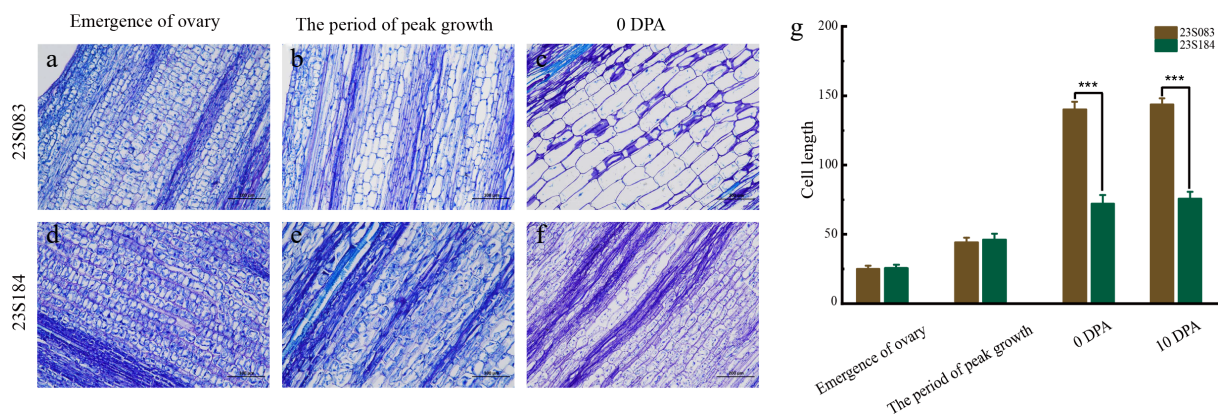 Emergence of ovary
The period of peak growth
0 DPA
23S083
a
b
c
23S184
d
e
f
g
23S083
23S184
Cell length
200
150
100
50
0
***
***
Emergence of ovary
The period of peak growth
0 DPA
10 DPA